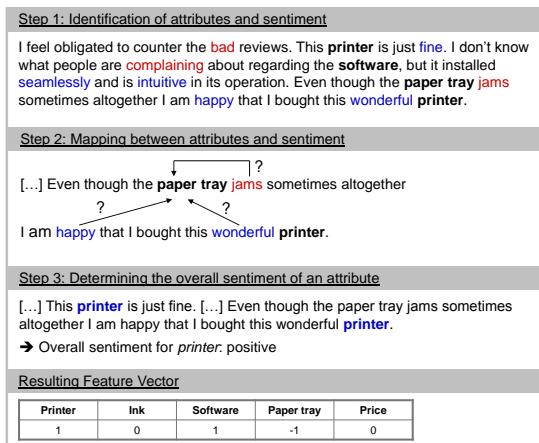 Step 1: Identification of attributes and sentiment
I feel obligated to counter the bad reviews. This printer is just fine. I don't know
what people are complaining about regarding the software, but it installed
seamlessly and is intuitive in its operation. Even though the paper tray jams
sometimes altogether I am happy that I bought this wonderful printer.
Step 2: Mapping between attributes and sentiment
?
[…] Even though the paper tray jams sometimes altogether
? ?
I am happy that I bought this wonderful printer.
Step 3: Determining the overall sentiment of an attribute
[…] This printer is just fine. […] Even though the paper tray jams sometimes
altogether I am happy that I bought this wonderful printer.
➔ Overall sentiment for printer: positive
Resulting Feature Vector
Printer Ink Software Paper tray Price
1 0 1 -1 0